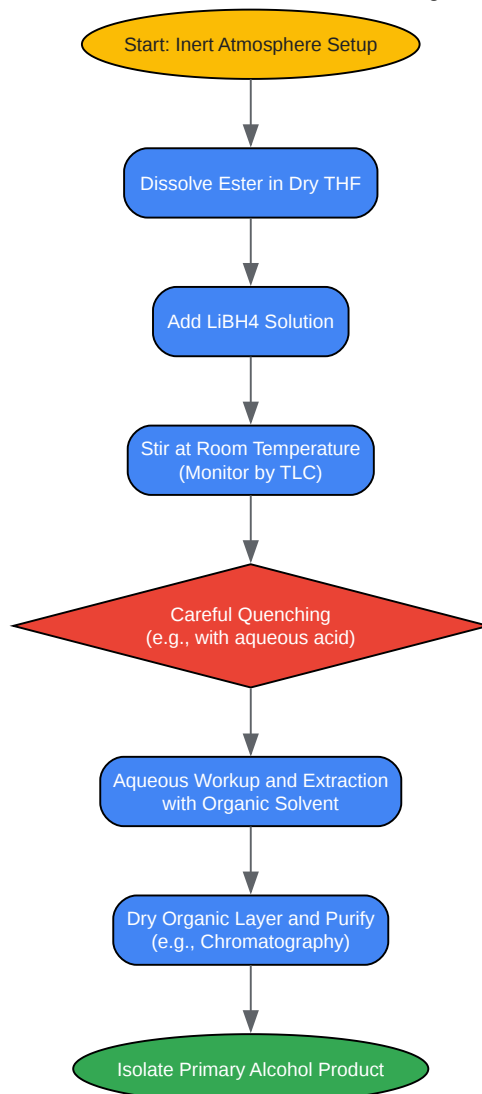 Start: Inert Atmosphere Setup
Dissolve Ester in Dry THF
Add LiBH4 Solution
Stir at Room Temperature
(Monitor by TLC)
Careful Quenching
(e.g., with aqueous acid)
Aqueous Workup and Extraction
with Organic Solvent
Dry Organic Layer and Purify
(e.g., Chromatography)
Isolate Primary Alcohol Product